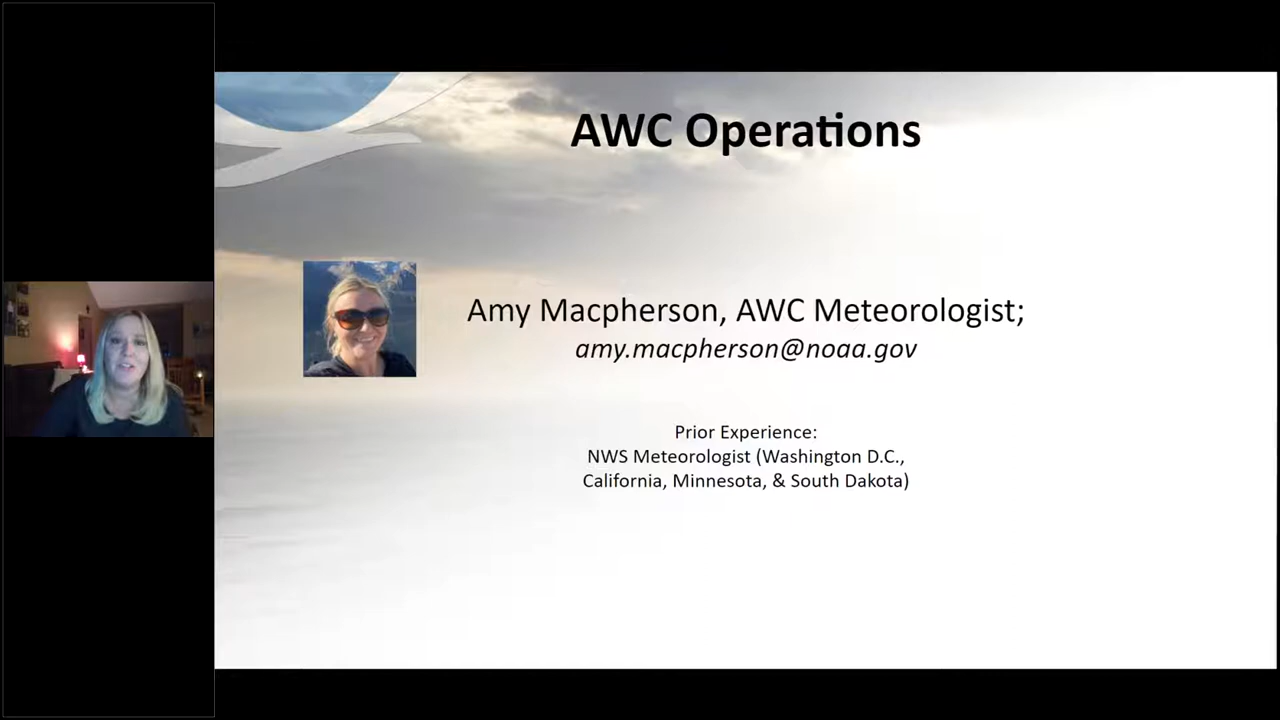 AWC Operations
Amy Macpherson, AWC Meteorologist;
amy.macpherson@noaa.gov
Prior Experience:
NWS Meteorologist (Washington D.C.,
California, Minnesota, & South Dakota)